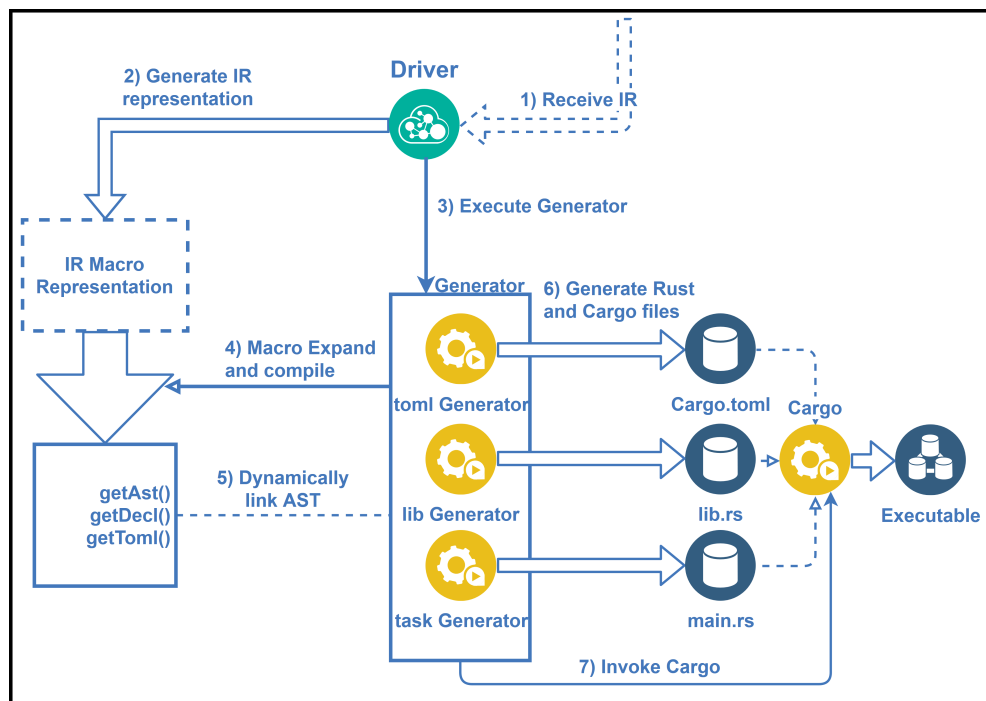 2) Generate IR
representation
Driver
1) Receive IR
3) Execute Generator
IR Macro
Representation
Generator
6) Generate Rust
and Cargo files
4) Macro Expand
and compile
toml Generator
Cargo.toml
Cargo
5) Dynamically
link AST
getAst()
getDecl()
getToml()
lib Generator
lib.rs
Executable
task Generator
main.rs
7) Invoke Cargo